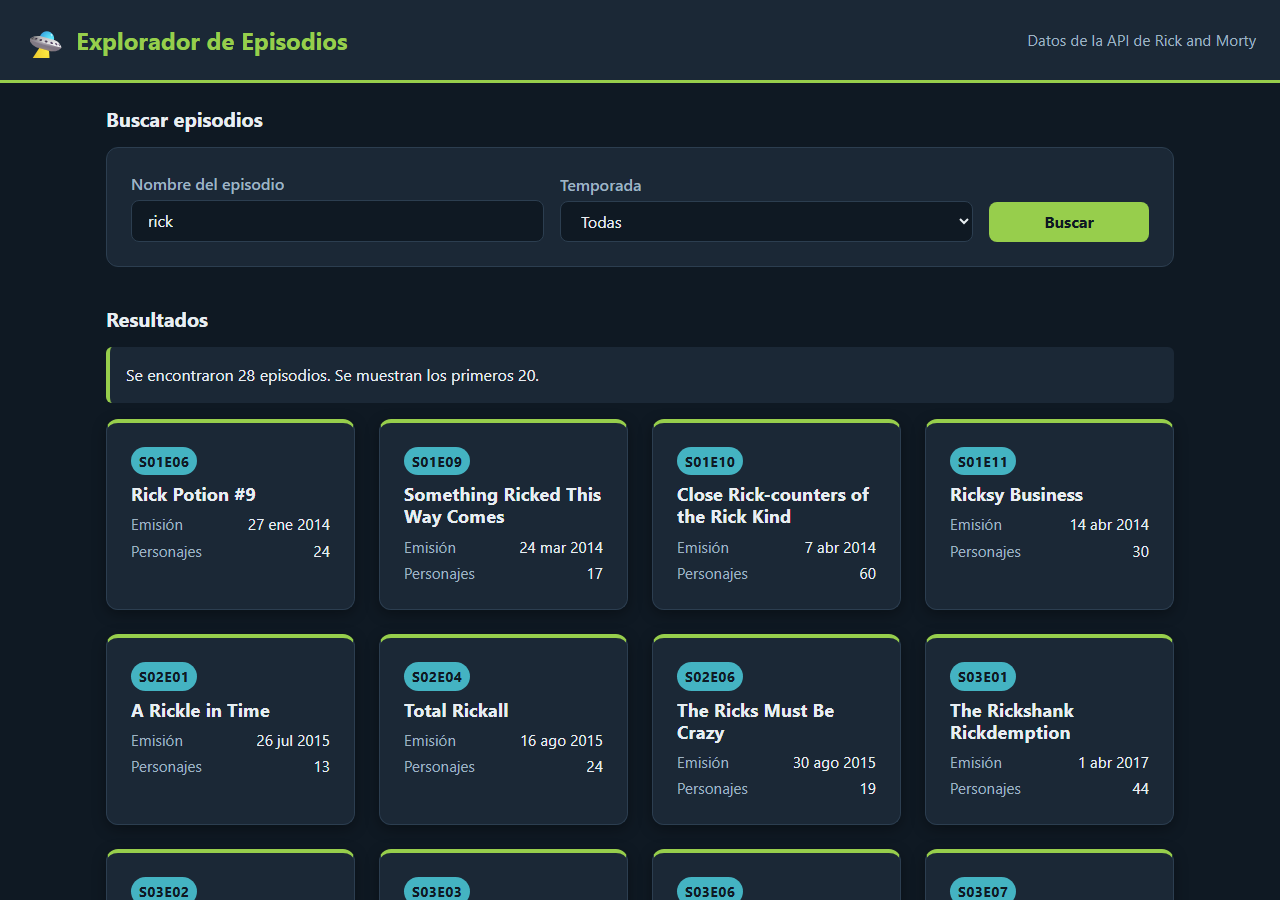 Explorador de Episodios
Datos de la API de Rick and Morty
Buscar episodios
Nombre del episodio
Temporada
rick
Todas
Buscar
Resultados
Se encontraron 28 episodios. Se muestran los primeros 20.
S01E06
Rick Potion #9
Emisión 27 ene 2014
Personajes 24
S01E09
Something Ricked This
Way Comes
Emisión 24 mar 2014
Personajes 17
S01E10
Close Rick-counters of
the Rick Kind
Emisión 7 abr 2014
Personajes 60
S01E11
Ricksy Business
Emisión 14 abr 2014
Personajes 30
S02E01
A Rickle in Time
Emisión 26 jul 2015
Personajes 13
S02E04
Total Rickall
Emisión 16 ago 2015
Personajes 24
S02E06
The Ricks Must Be
Crazy
Emisión 30 ago 2015
Personajes 19
S03E01
The Rickshank
Rickdemption
Emisión 1 abr 2017
Personajes 44
S03E02
S03E03
S03E06
S03E07